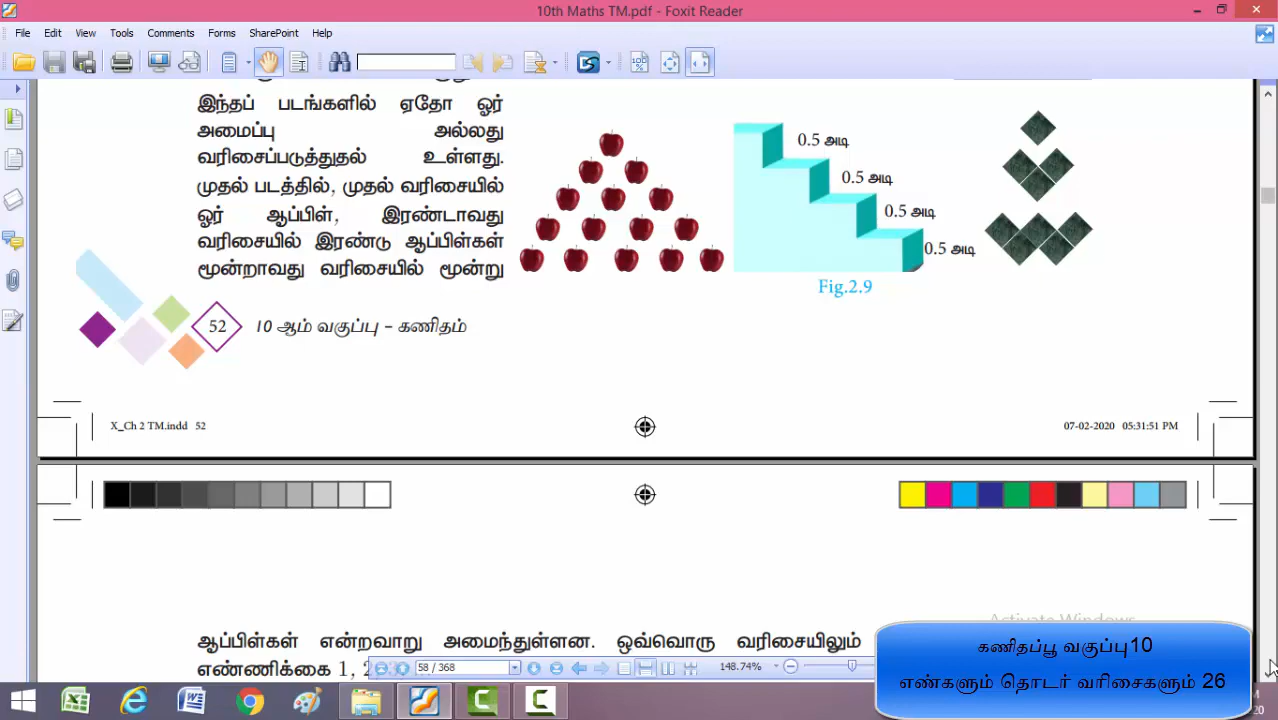 10th Maths TM.pdf - Foxit Reader
File Edit View Tools Comments Forms SharePoint Help
இந்தப் படங்களில் ஏதோ ஓர்
அமைப்பு அல்லது
வரிசைப்படுத்துதல் உள்ளது.
முதல் படத்தில், முதல் வரிசையில்
ஓர் ஆப்பிள், இரண்டாவது
வரிசையில் இரண்டு ஆப்பிள்கள்
மூன்றாவது வரிசையில் மூன்று
0.5 அடி
0.5 அடி
0.5 அடி
0.5 அடி
Fig.2.9
52 10 ஆம் வகுப்பு – கணிதம்
X_Ch 2 TM.indd 52
07-02-2020 05:31:51 PM
ஆப்பிள்கள் என்றவாறு அமைந்துள்ளன. ஒவ்வொரு வரிசையிலும்
எண்ணிக்கை 1, 2
Activate Windows
58 / 368
148.74%
கணிதப்பூ வகுப்பு10
எண்களும் தொடர் வரிசைகளும் 26